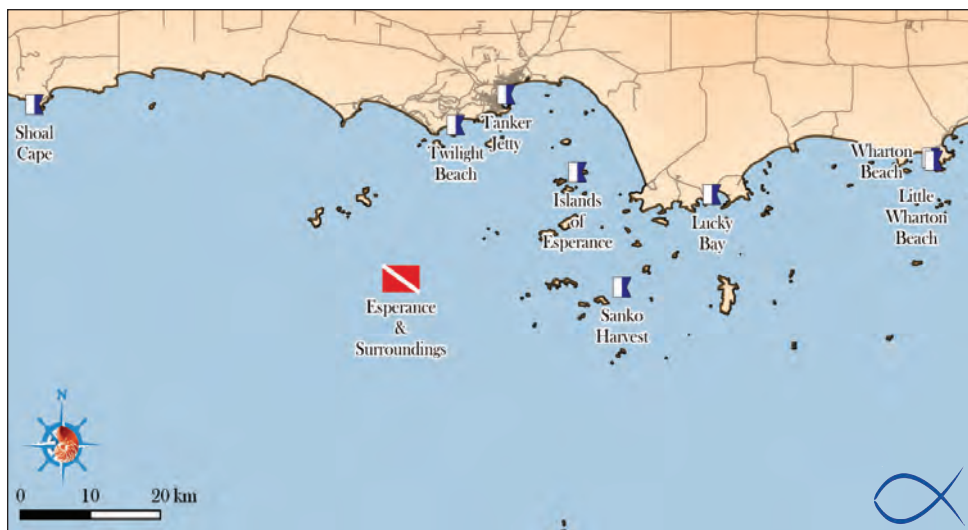 Shoal
Cape
Twilight
Beach
Tanker
Jetty
Islands
of
Esperance
Lucky
Bay
Wharton
Beach
Little
Wharton
Beach
Sanko
Harvest
Esperance
&
Surroundings
N
0 10 20 km